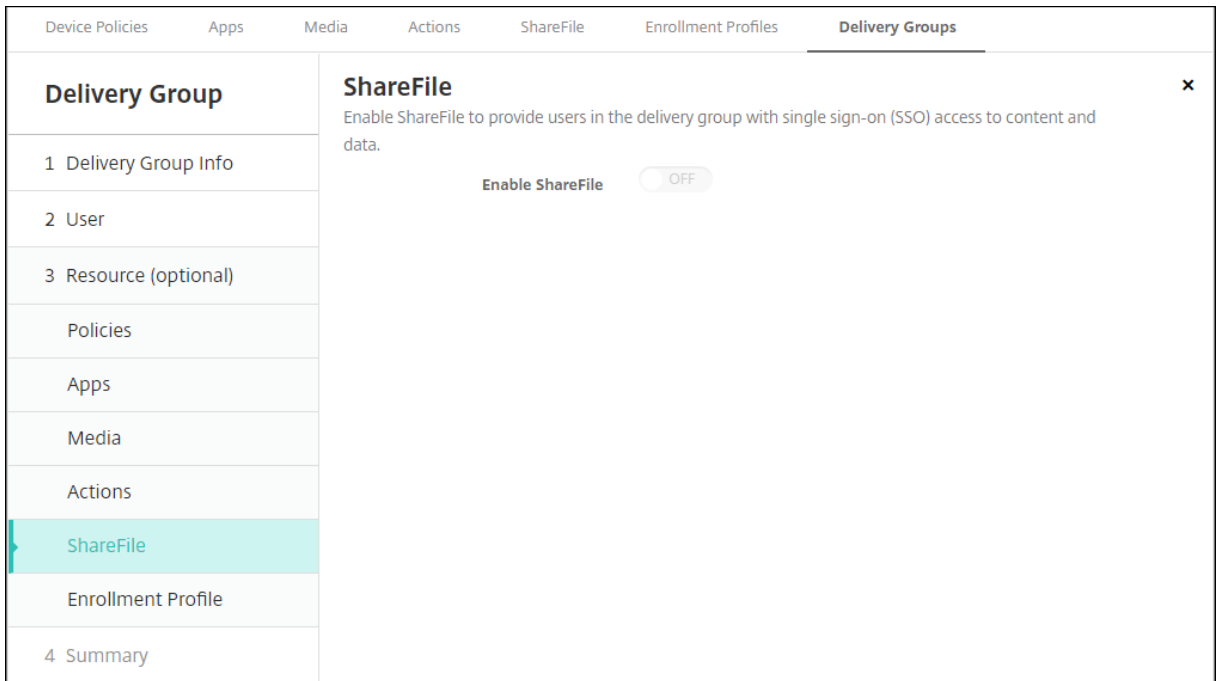 Device Policies Apps Media Actions ShareFile Enrollment Profiles Delivery Groups
Delivery Group
1 Delivery Group Info
2 User
3 Resource (optional)
Policies
Apps
Media
Actions
ShareFile
Enrollment Profile
4 Summary
ShareFile
Enable ShareFile to provide users in the delivery group with single sign-on (SSO) access to content and
data.
Enable ShareFile OFF